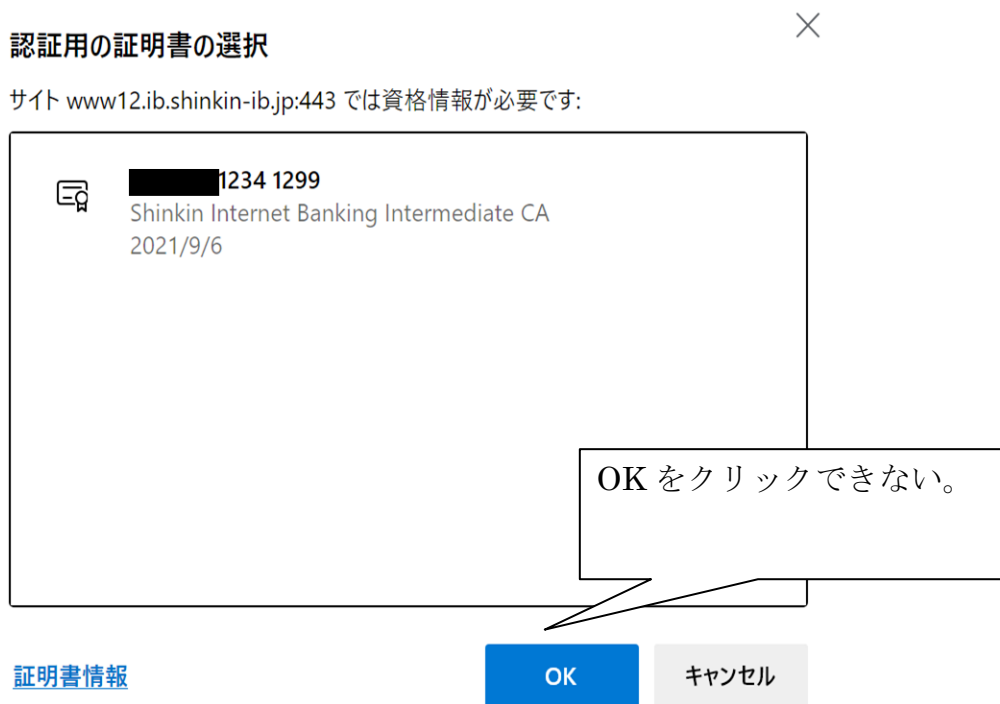 認証用の証明書の選択
サイト www12.ib.shinkin-ib.jp:443 では資格情報が必要です:
1234 1299
Shinkin Internet Banking Intermediate CA
2021/9/6
OK をクリックできない。
証明書情報
OK
キャンセル